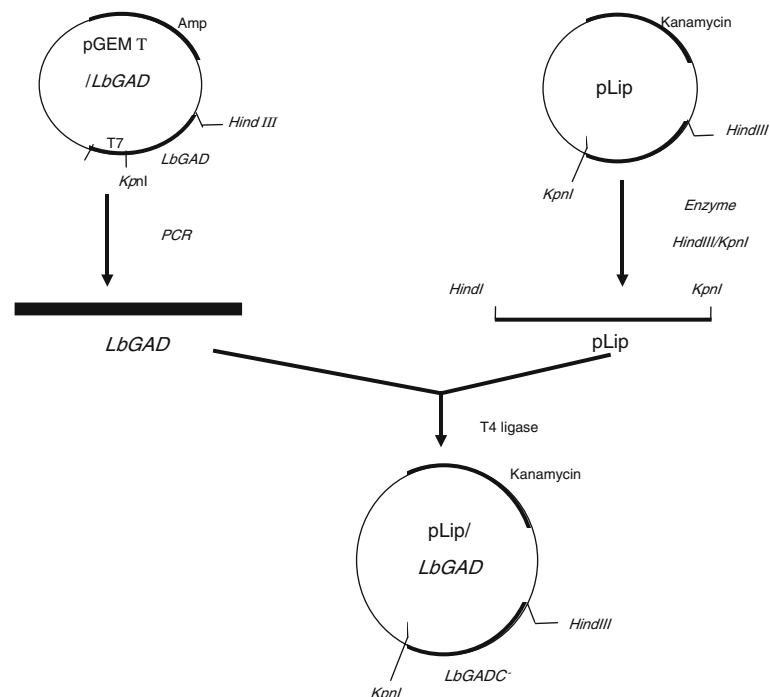 Amp
pGEM T
/LbGAD
Hind III
T7
LbGAD
KpnI
PCR
LbGAD
Kanamycin
pLip
HindIII
KpnI
Enzyme
HindIII/KpnI
HindI
KpnI
pLip
T4 ligase
Kanamycin
pLip/
LbGAD
HindIII
LbGADC-
KpnI